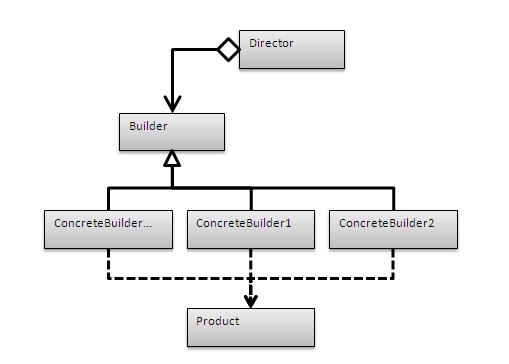 Director
Builder
ConcreteBuilder...
ConcreteBuilder1
ConcreteBuilder2
Product